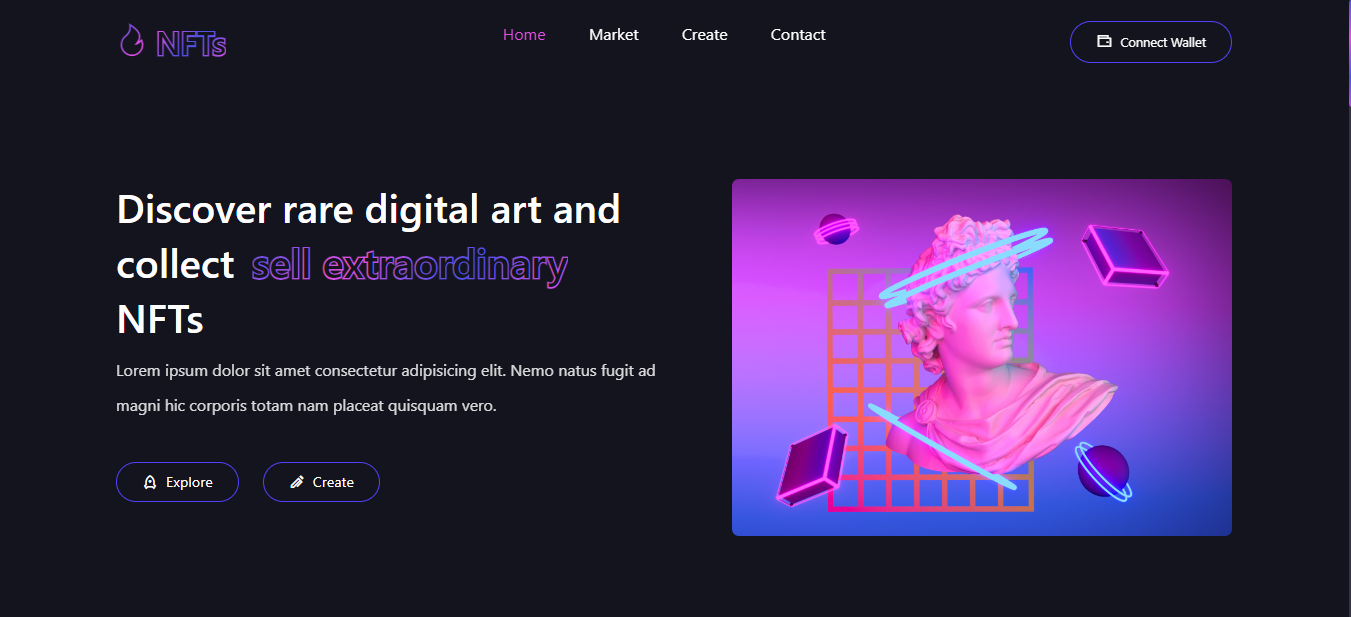 NFTs
Home
Market
Create
Contact
Connect Wallet
Discover rare digital art and
collect sell extraordinary
NFTs
Lorem ipsum dolor sit amet consectetur adipisicing elit. Nemo natus fugit ad
magni hic corporis totam nam placeat quisquam vero.
Explore
Create